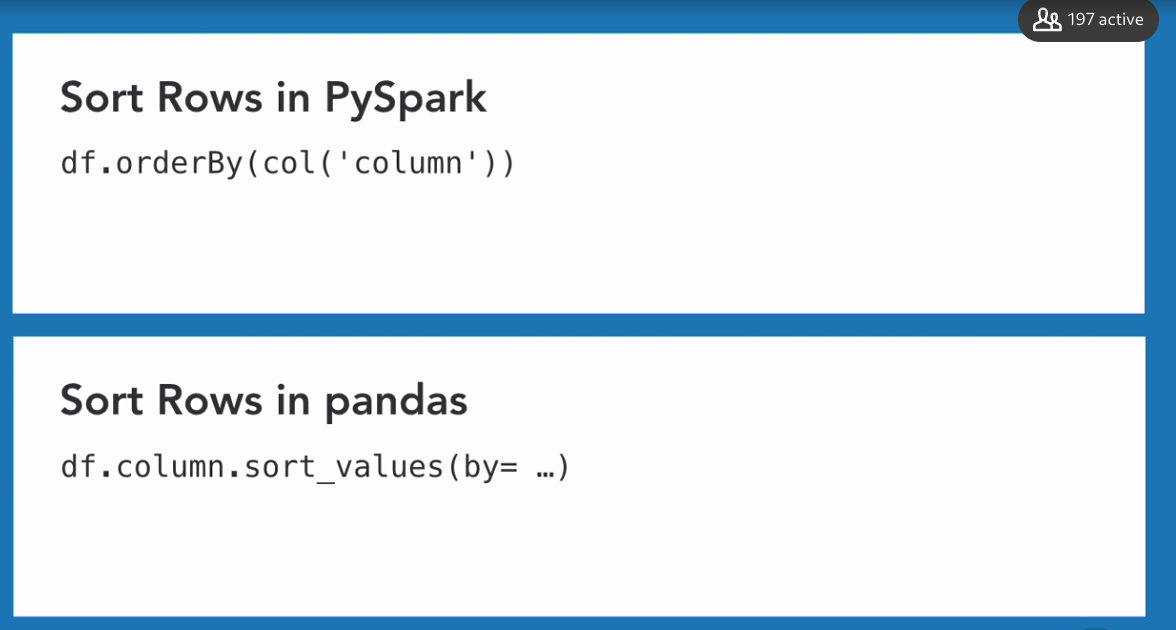 197 active
Sort Rows in PySpark
df.orderBy(col('column'))
Sort Rows in pandas
df.column.sort_values(by= …)